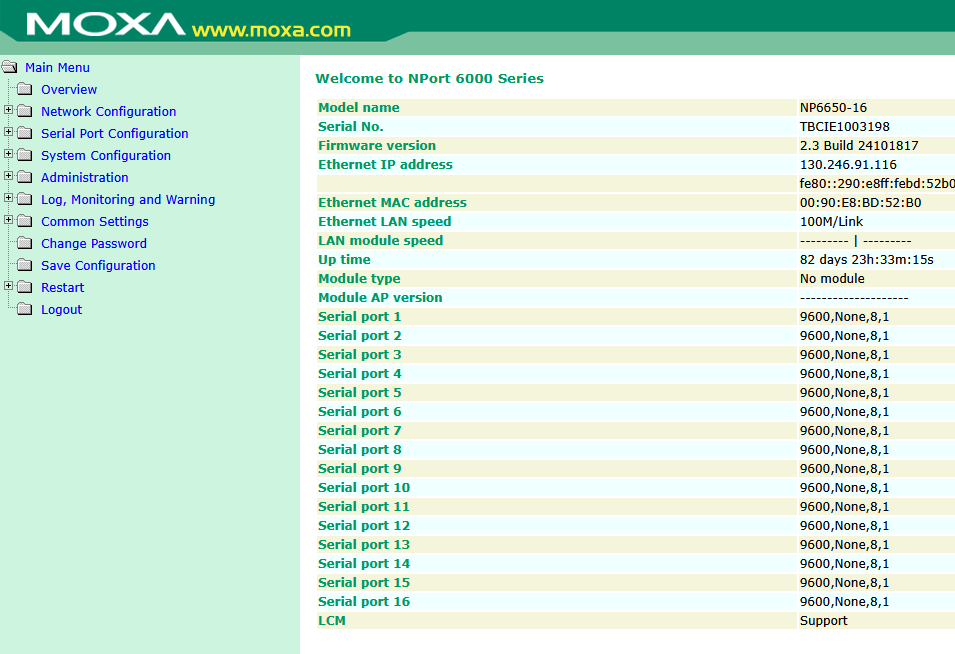 MOXA www.moxa.com
Main Menu
Overview
Network Configuration
Serial Port Configuration
System Configuration
Administration
Log, Monitoring and Warning
Common Settings
Change Password
Save Configuration
Restart
Logout
Welcome to NPort 6000 Series
Model name NP6650-16
Serial No. TBCIE1003198
Firmware version 2.3 Build 24101817
Ethernet IP address 130.246.91.116
fe80::290:e8ff:febd:52b0
Ethernet MAC address 00:90:E8:BD:52:B0
Ethernet LAN speed 100M/Link
LAN module speed --------- | ---------
Up time 82 days 23h:33m:15s
Module type No module
Module AP version --------------------
Serial port 1 9600,None,8,1
Serial port 2 9600,None,8,1
Serial port 3 9600,None,8,1
Serial port 4 9600,None,8,1
Serial port 5 9600,None,8,1
Serial port 6 9600,None,8,1
Serial port 7 9600,None,8,1
Serial port 8 9600,None,8,1
Serial port 9 9600,None,8,1
Serial port 10 9600,None,8,1
Serial port 11 9600,None,8,1
Serial port 12 9600,None,8,1
Serial port 13 9600,None,8,1
Serial port 14 9600,None,8,1
Serial port 15 9600,None,8,1
Serial port 16 9600,None,8,1
LCM Support